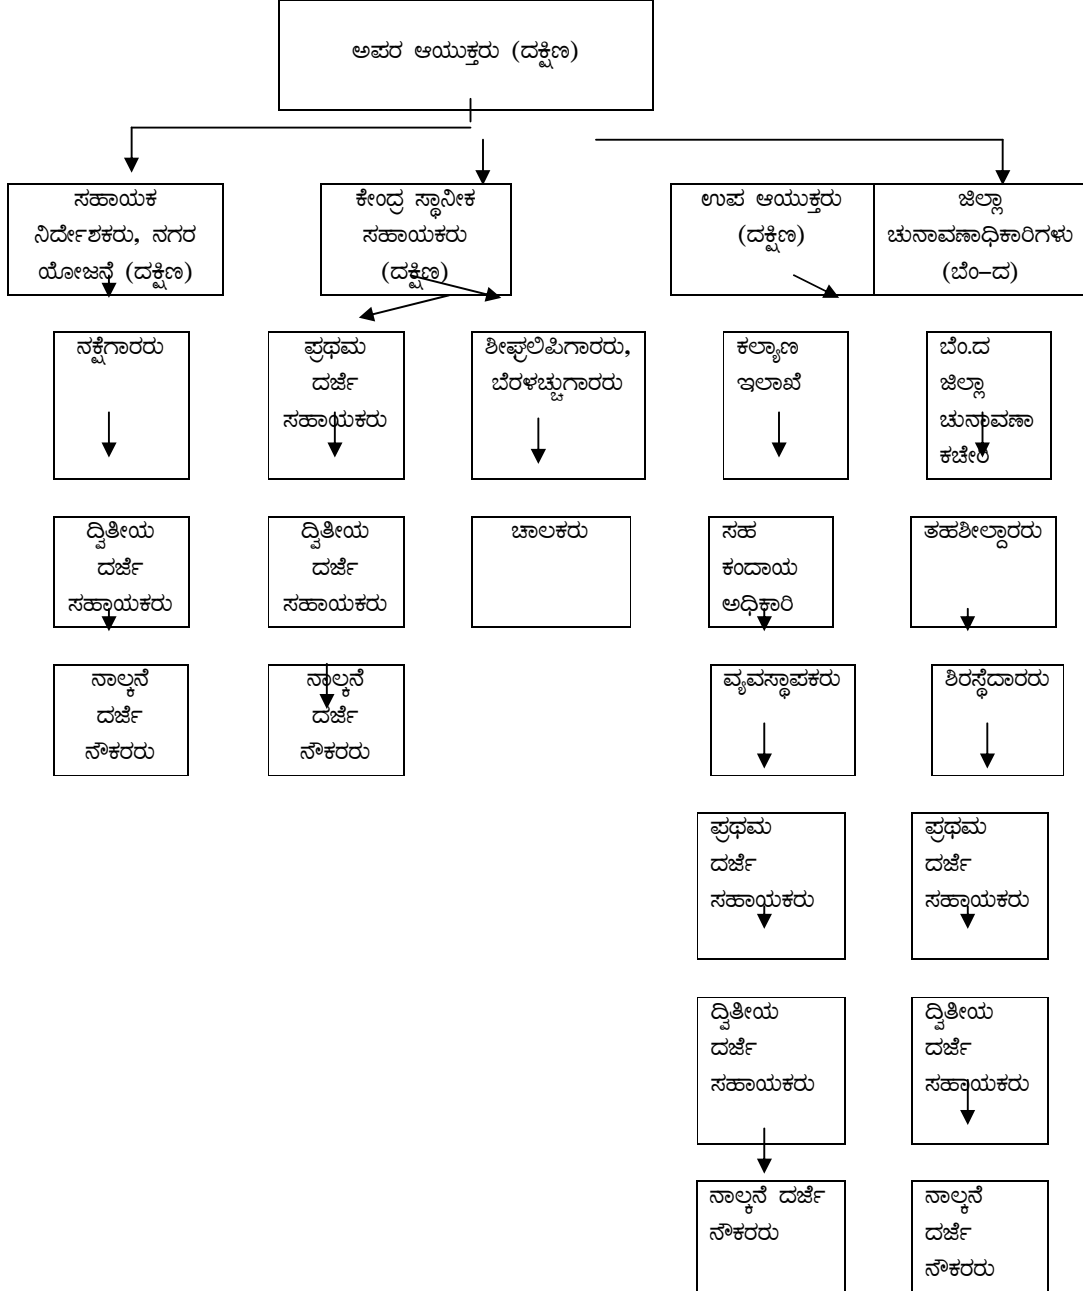 ಅಪರ ಆಯುಕ್ತರು (ದಕ್ಷಿಣ)
ಸಹಾಯಕ
ನಿರ್ದೇಶಕರು, ನಗರ
ಯೋಜನೆ (ದಕ್ಷಿಣ)
ಕೇಂದ್ರ ಸ್ಥಾನೀಕ
ಸಹಾಯಕರು
(ದಕ್ಷಿಣ)
ಉಪ ಆಯುಕ್ತರು
(ದಕ್ಷಿಣ)
ಜಿಲ್ಲಾ
ಚುನಾವಣಾಧಿಕಾರಿಗಳು
(ಬೆಂ–ದ)
ನಕ್ಷೆಗಾರರು
ಪ್ರಥಮ
ದರ್ಜೆ
ಸಹಾಯಕರು
ಶೀಘ್ರಲಿಪಿಗಾರರು,
ಬೆರಳಚ್ಚುಗಾರರು
ಕಲ್ಯಾಣ
ಇಲಾಖೆ
ಬೆಂ.ದ
ಜಿಲ್ಲಾ
ಚುನಾವಣಾ
ಕಚೇರಿ
ದ್ವಿತೀಯ
ದರ್ಜೆ
ಸಹಾಯಕರು
ದ್ವಿತೀಯ
ದರ್ಜೆ
ಸಹಾಯಕರು
ಚಾಲಕರು
ಸಹ
ಕಂದಾಯ
ಅಧಿಕಾರಿ
ತಹಶೀಲ್ದಾರರು
ನಾಲ್ಕನೆ
ದರ್ಜೆ
ನೌಕರರು
ನಾಲ್ಕನೆ
ದರ್ಜೆ
ನೌಕರರು
ವ್ಯವಸ್ಥಾಪಕರು
ಶಿರಸ್ಥೆದಾರರು
ಪ್ರಥಮ
ದರ್ಜೆ
ಸಹಾಯಕರು
ಪ್ರಥಮ
ದರ್ಜೆ
ಸಹಾಯಕರು
ದ್ವಿತೀಯ
ದರ್ಜೆ
ಸಹಾಯಕರು
ದ್ವಿತೀಯ
ದರ್ಜೆ
ಸಹಾಯಕರು
ನಾಲ್ಕನೆ ದರ್ಜೆ
ನೌಕರರು
ನಾಲ್ಕನೆ
ದರ್ಜೆ
ನೌಕರರು